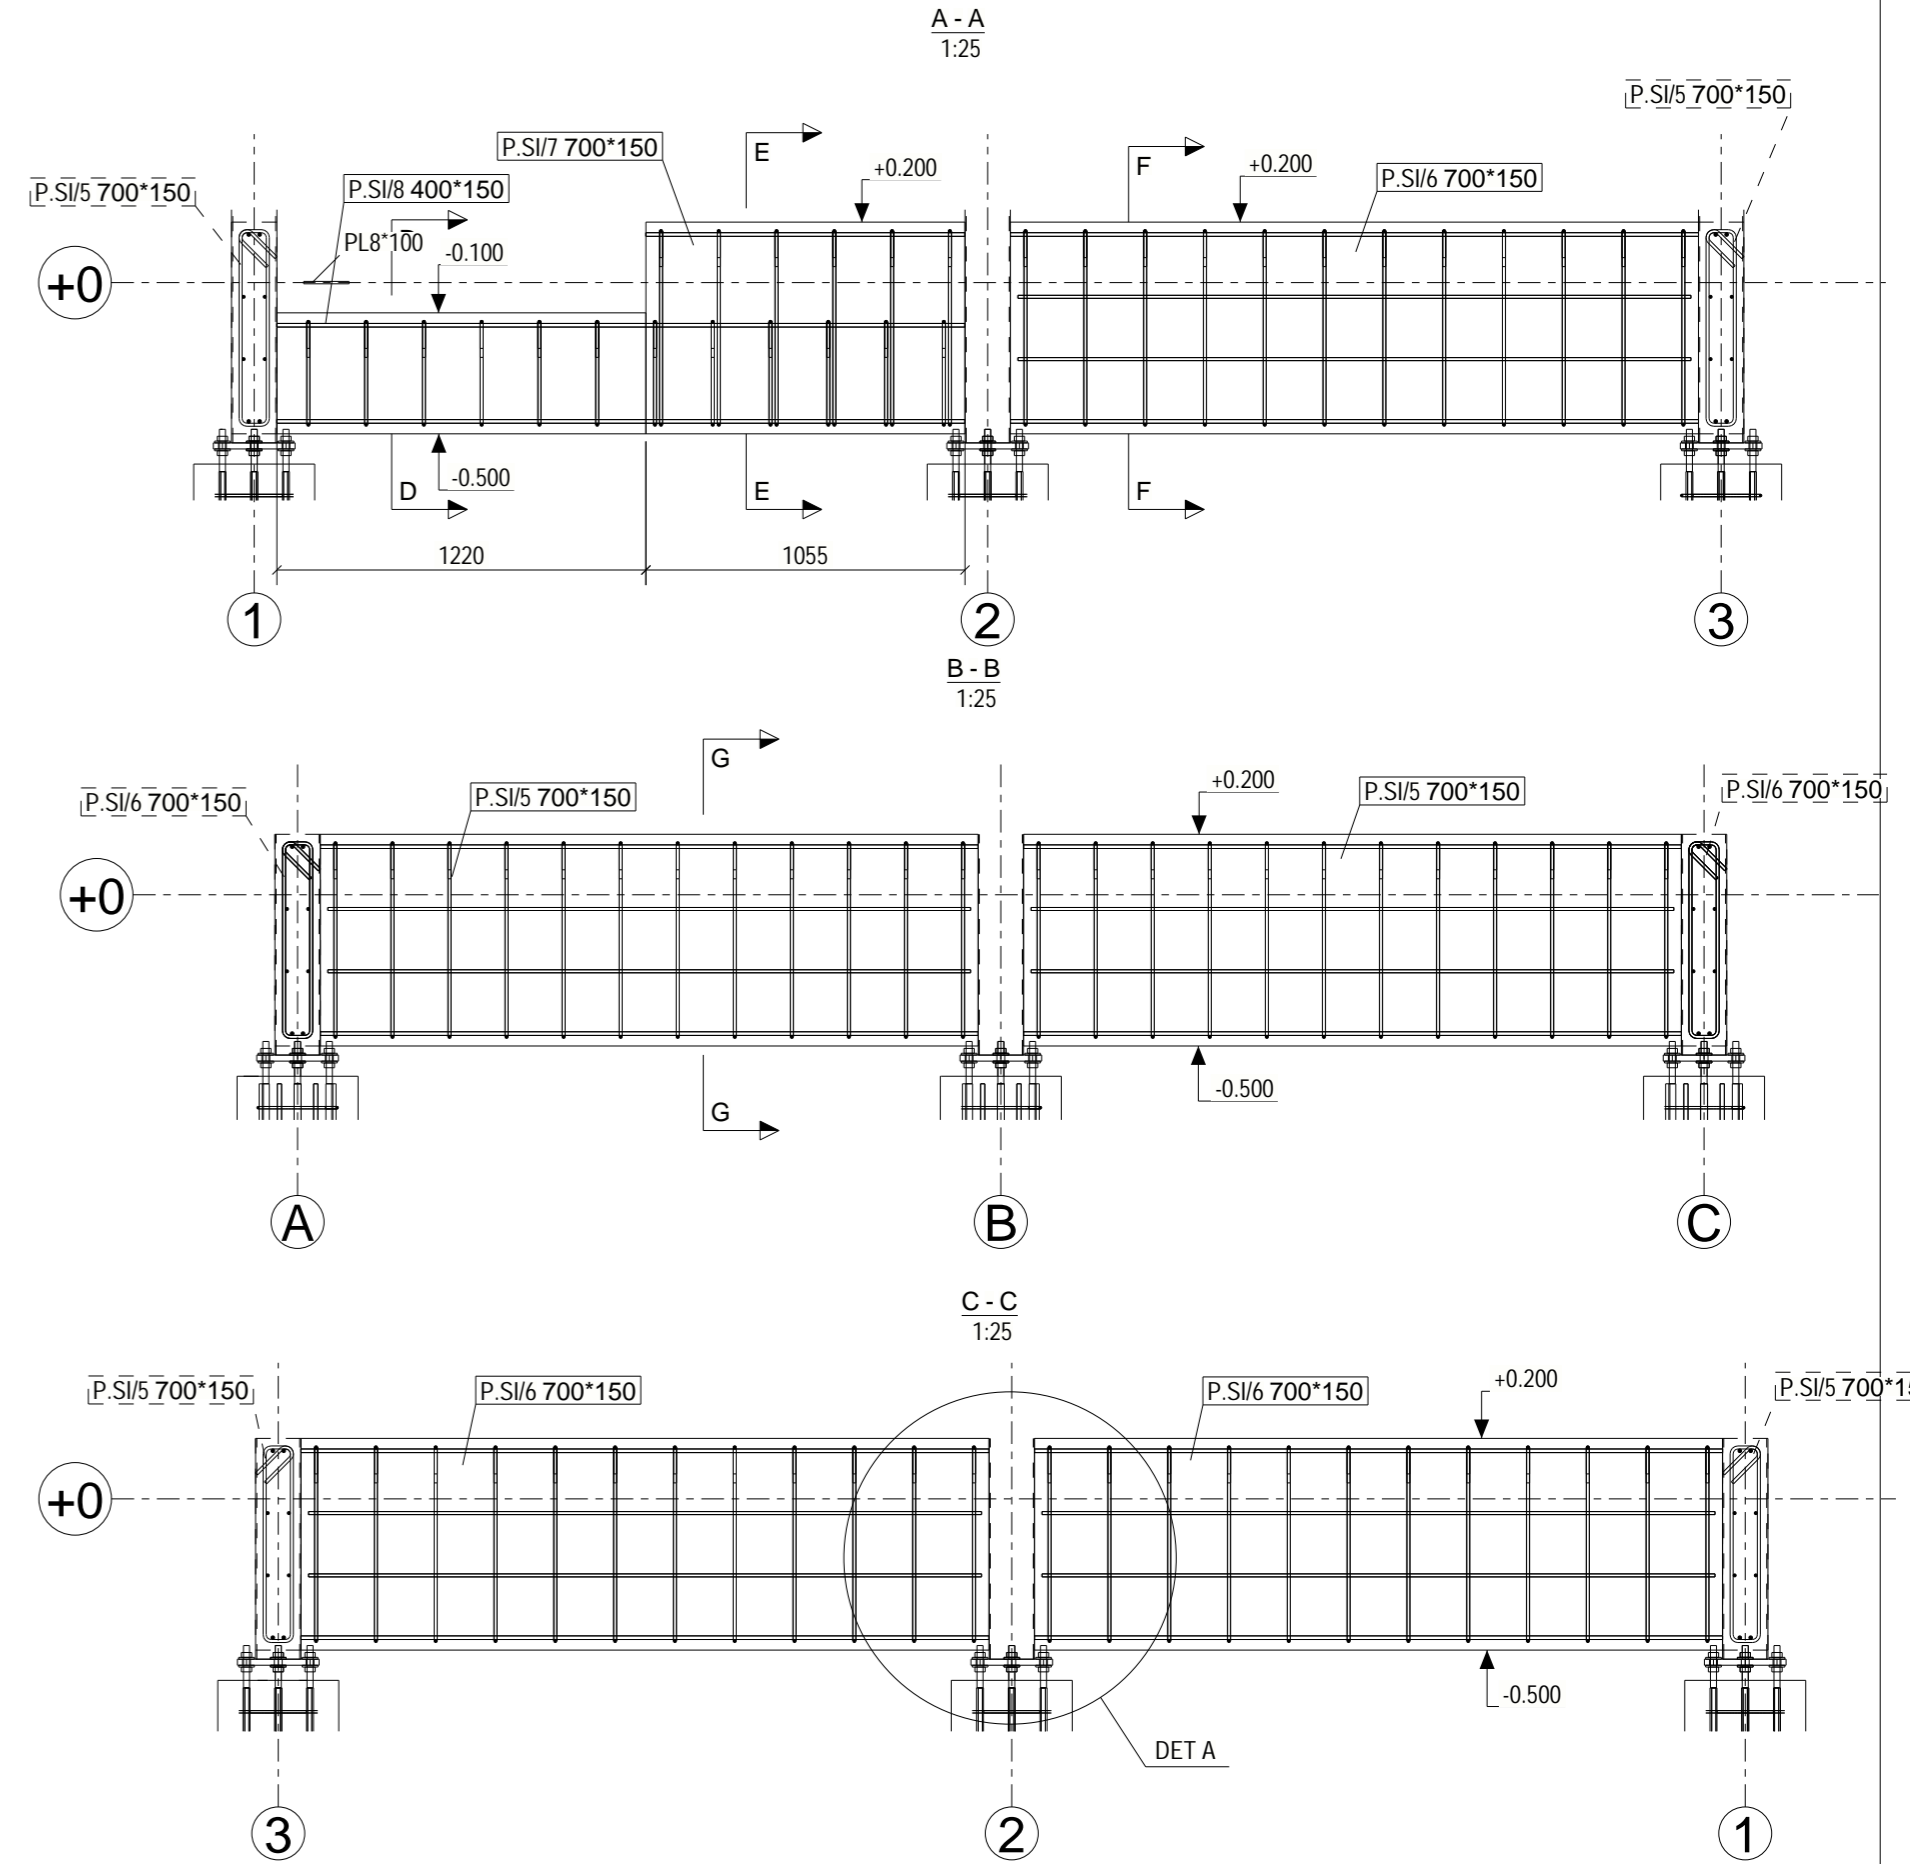 A - A
1:25
P.SI/5 700*150
P.SI/7 700*150
E
+0.200
F
+0.200
P.SI/6 700*150
P.SI/5 700*150
P.SI/8 400*150
PL8*100
-0.100
+0
D
-0.500
E
F
1220
1055
1
2
3
B - B
1:25
G
P.SI/6 700*150
P.SI/5 700*150
+0.200
P.SI/5 700*150
P.SI/6 700*150
+0
-0.500
G
A
B
C
C - C
1:25
P.SI/5 700*150
P.SI/6 700*150
P.SI/6 700*150
+0.200
P.SI/5 700*15
+0
-0.500
DET A
3
2
1